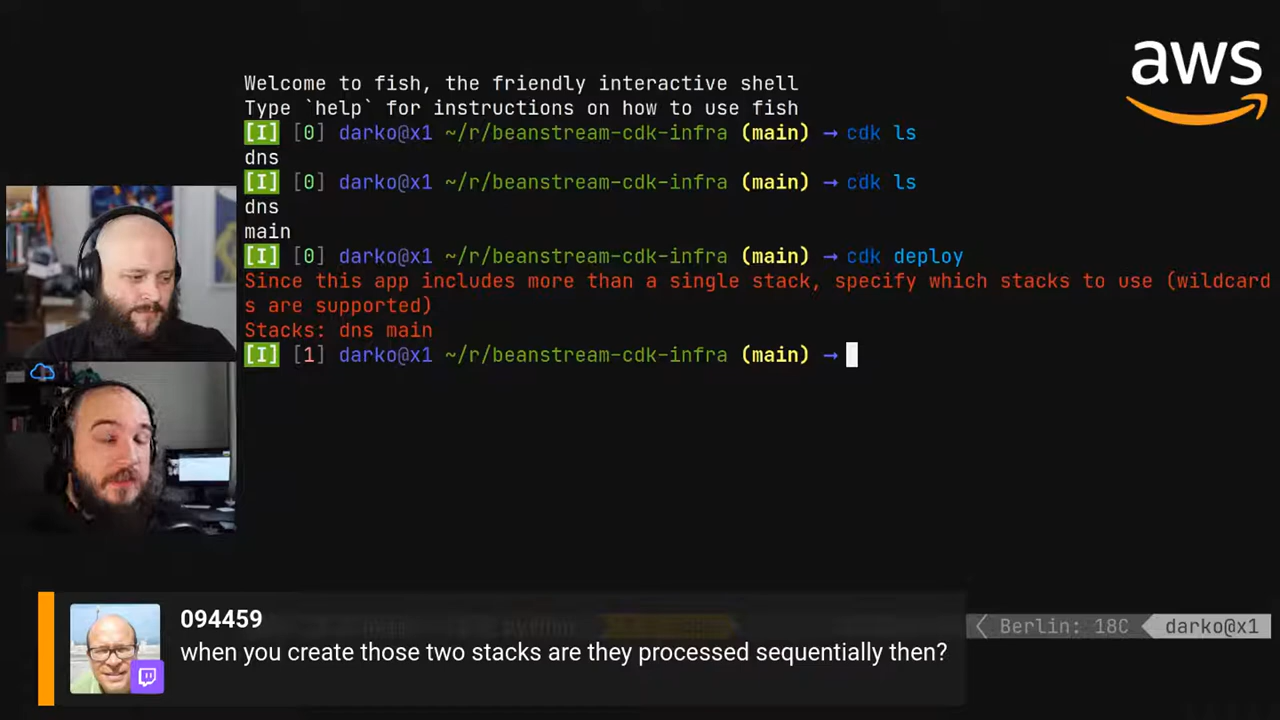 aws
Welcome to fish, the friendly interactive shell
Type `help` for instructions on how to use fish
[I] [0] darko@x1 ~/r/beanstream-cdk-infra (main) → cdk ls
dns
[I] [0] darko@x1 ~/r/beanstream-cdk-infra (main) → cdk ls
dns
main
[I] [0] darko@x1 ~/r/beanstream-cdk-infra (main) → cdk deploy
Since this app includes more than a single stack, specify which stacks to use (wildcard
s are supported)
Stacks: dns main
[I] [1] darko@x1 ~/r/beanstream-cdk-infra (main) →
094459
when you create those two stacks are they processed sequentially then?
Berlin: 18C darko@x1